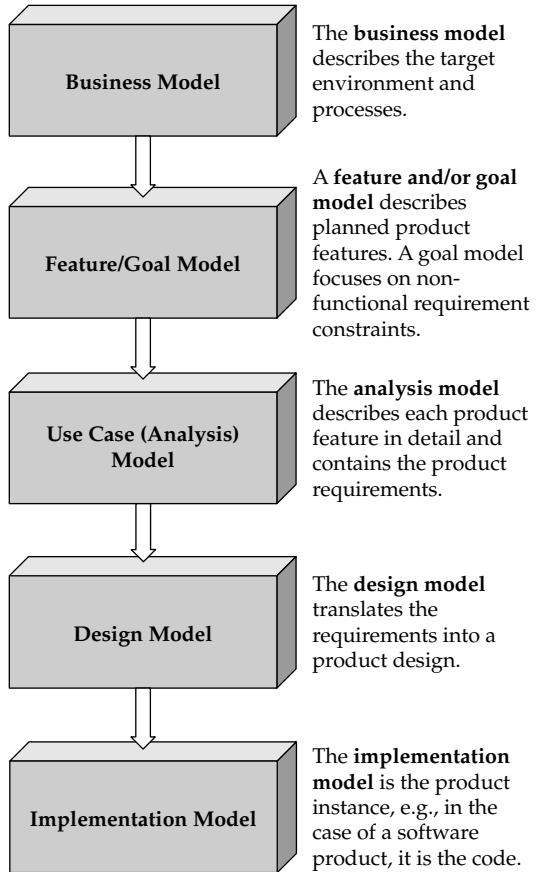 Business Model
The business model
describes the target
environment and
processes.
Feature/Goal Model
A feature and/or goal
model describes
planned product
features. A goal model
focuses on non-
functional requirement
constraints.
Use Case (Analysis)
Model
The analysis model
describes each product
feature in detail and
contains the product
requirements.
Design Model
The design model
translates the
requirements into a
product design.
Implementation Model
The implementation
model is the product
instance, e.g., in the
case of a software
product, it is the code.